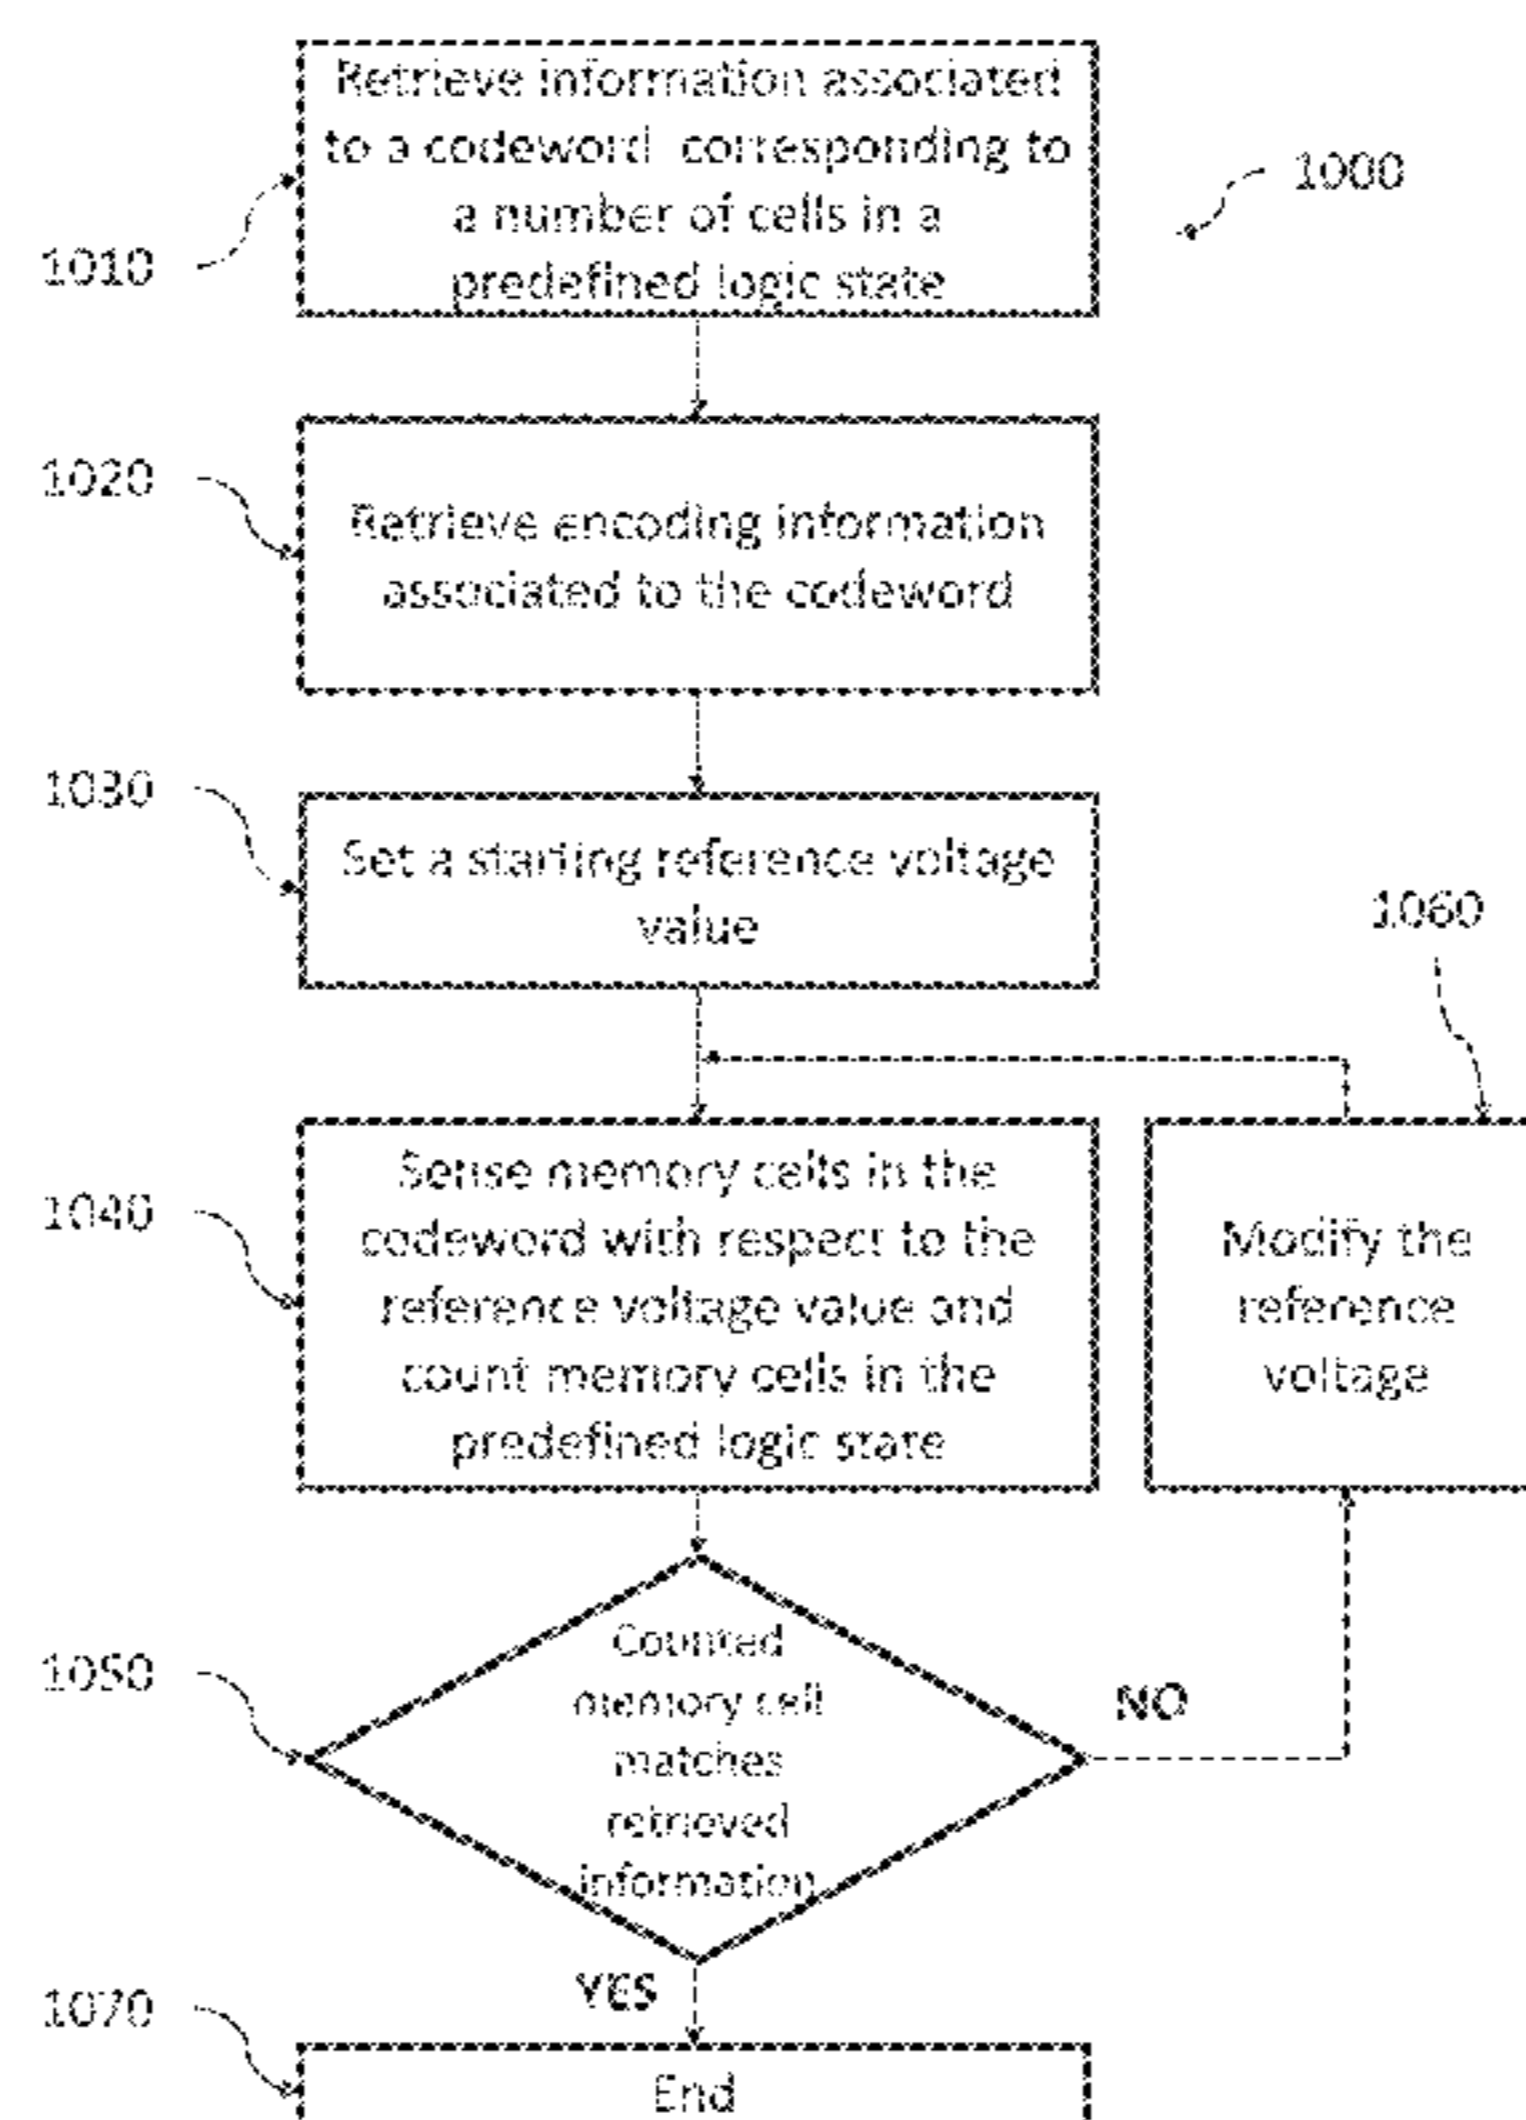 Retrieve information associated
to a codeword corresponding to
a number of cells in a
predefined logic state
1000
1010
1020
Retrieve encoding information
associated to the codeword
1030
Set a starting reference voltage
value
1060
1040
Sense memory cells in the
codeword with respect to the
reference voltage value and
count memory cells in the
predefined logic state
Modify the
reference
voltage
1050
Counted
memory cell
matches
retrieved
information
NO
YES
1070
End